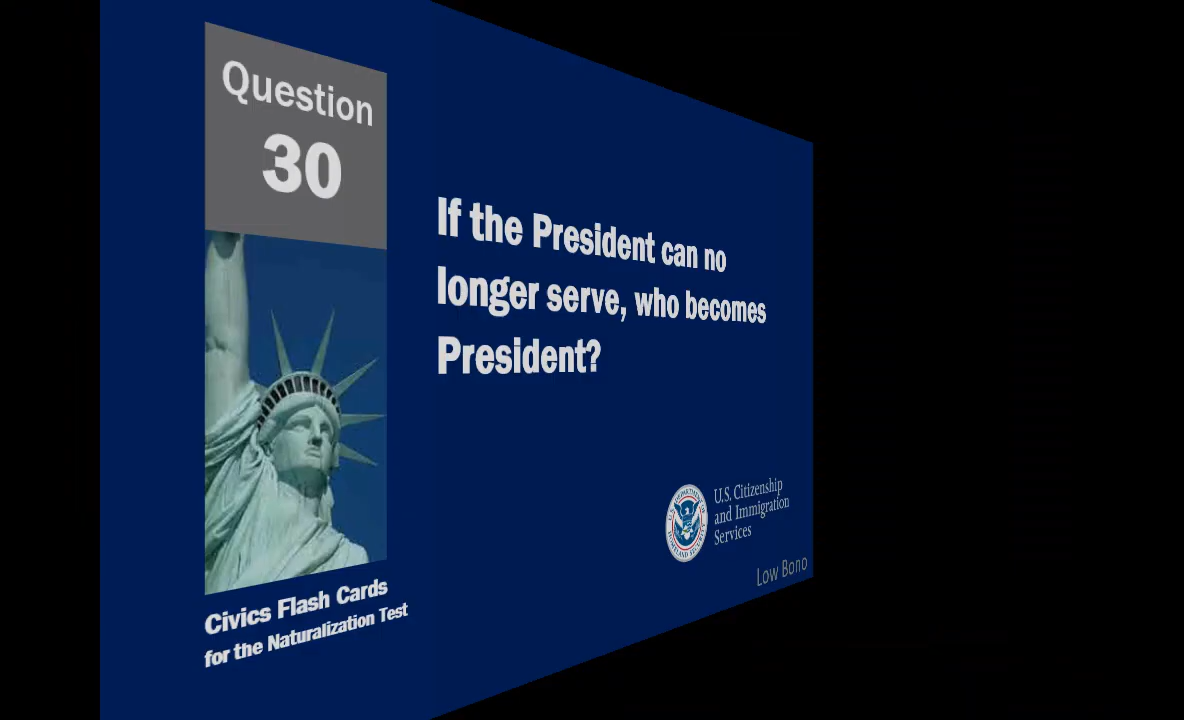 Question
30
If the President can no
longer serve, who becomes
President?
U.S. Citizenship
and Immigration
Services
Low Bono
Civics Flash Cards
for the Naturalization Test